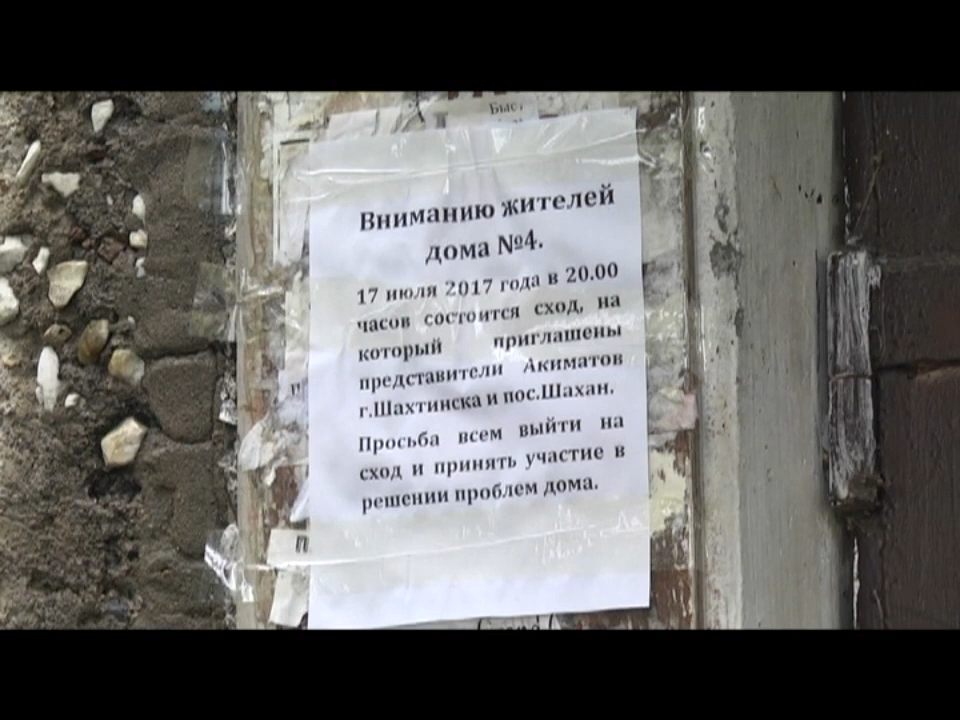 Быст
Вниманию жителей
дома №4.
17 июля 2017 года в 20.00
часов состоится сход, на
который приглашены
представители Акиматов
г.Шахтинска и пос.Шахан.
Просьба всем выйти на
сход и принять участие в
решении проблем дома.
п